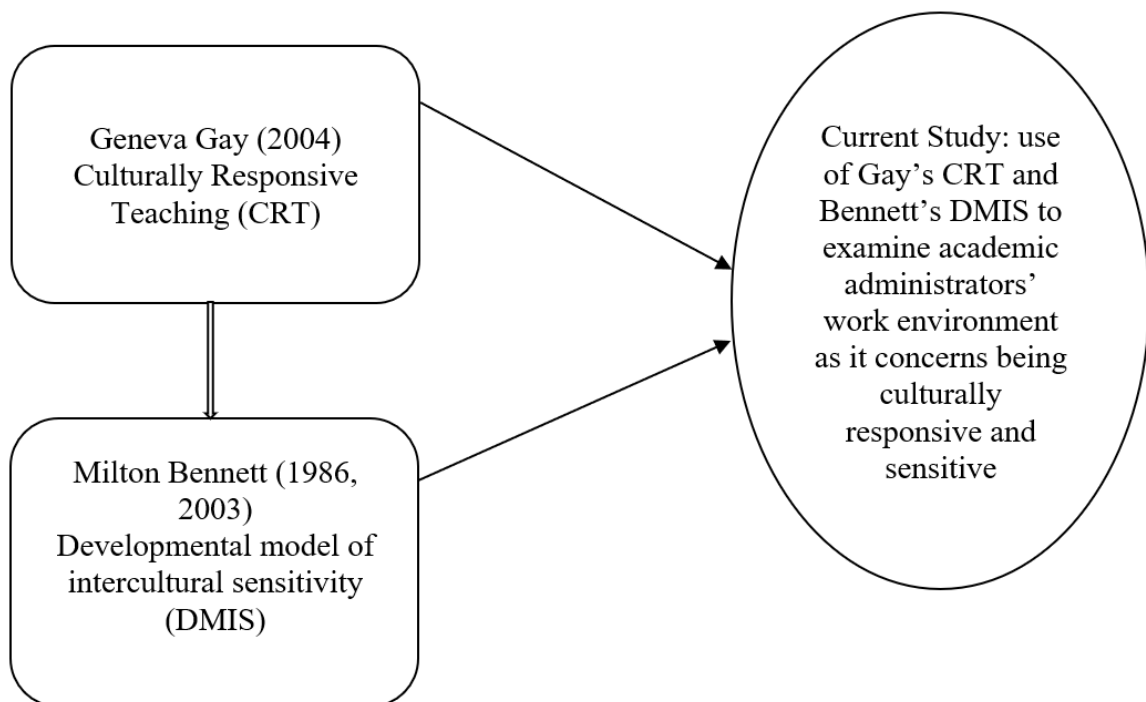 Geneva Gay (2004)
Culturally Responsive
Teaching (CRT)
Milton Bennett (1986,
2003)
Developmental model of
intercultural sensitivity
(DMIS)
Current Study: use
of Gay’s CRT and
Bennett’s DMIS to
examine academic
administrators’
work environment
as it concerns being
culturally
responsive and
sensitive